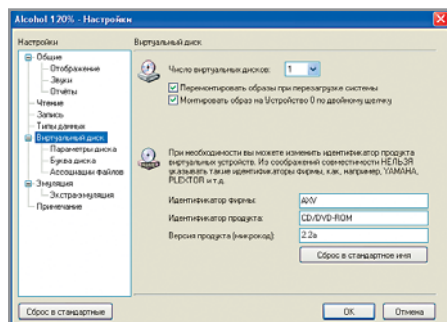 Alcohol 120% - Настройки
Настройки
Общие
Отображение
Звуки
Отчёты
Чтение
Запись
Типы данных
Виртуальный диск
Параметры диска
Буква диска
Ассоциации файлов
Эмуляция
Экстраэмуляция
Примечание
Виртуальный диск
Число виртуальных дисков:
1
Перемонтировать образы при перезагрузке системы
Монтировать образ на Устройство 0 по двойному щелчку
При необходимости вы можете изменить идентификатор продукта
виртуальных устройств. Из соображений совместимости НЕЛЬЗЯ
указывать такие идентификаторы фирмы, как, например, YAMAHA,
PLEXTOR и т.д.
Идентификатор фирмы:
AXV
Идентификатор продукта:
CD/DVD-ROM
Версия продукта (микрокод):
2.2a
Сброс в стандартное имя
Сброс в стандартные
OK
Отмена